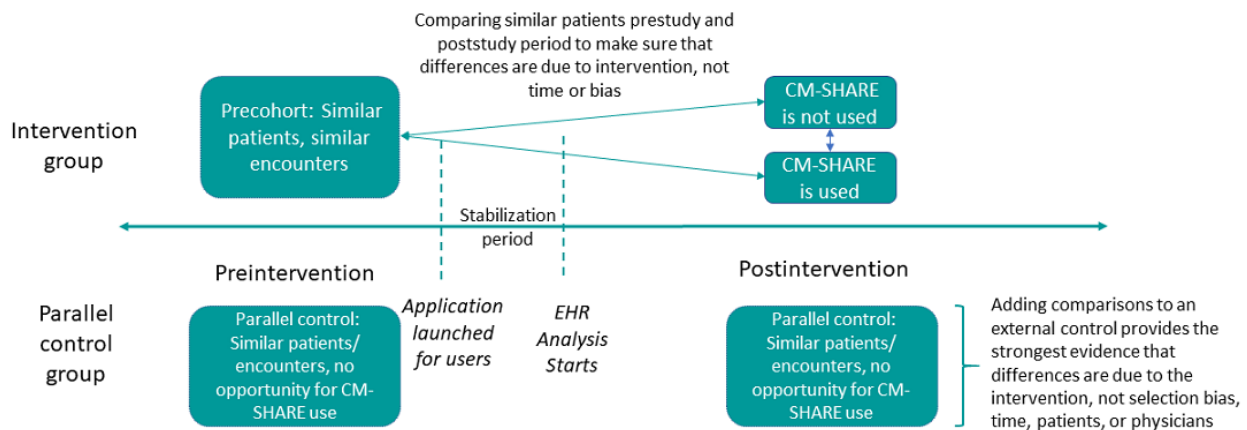 Comparing similar patients prestudy and
poststudy period to make sure that
differences are due to intervention, not
time or bias
Intervention
group
Precohort: Similar
patients, similar
encounters
CM-SHARE
is not used
CM-SHARE
is used
Stabilization
period
Preintervention
Postintervention
Parallel
control
group
Parallel control:
Similar patients/
encounters, no
opportunity for CM-
SHARE use
Application
launched
for users
EHR
Analysis
Starts
Parallel control:
Similar patients/
encounters, no
opportunity for CM-
SHARE use
Adding comparisons to an
external control provides the
strongest evidence that
differences are due to the
intervention, not selection bias,
time, patients, or physicians